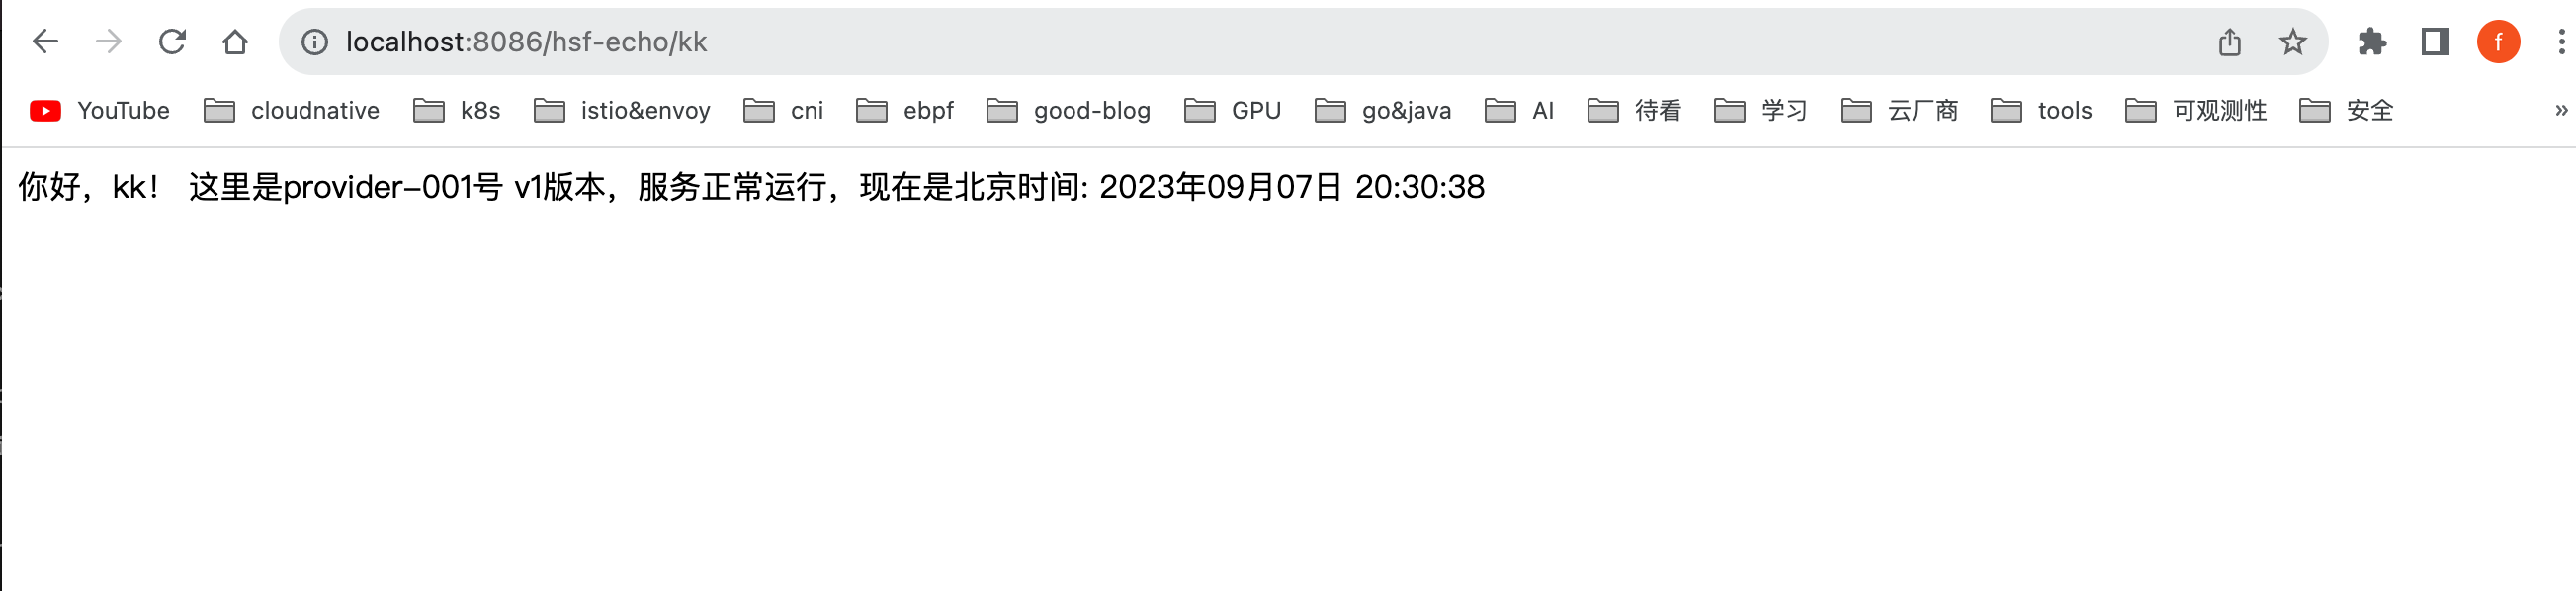 localhost:8086/hsf-echo/kk
f
YouTube cloudnative k8s istio&envoy cni ebpf good-blog GPU go&java AI 待看 学习 云厂商 tools 可观测性 安全 »
你好，kk！ 这里是provider-001号 v1版本，服务正常运行，现在是北京时间: 2023年09月07日 20:30:38